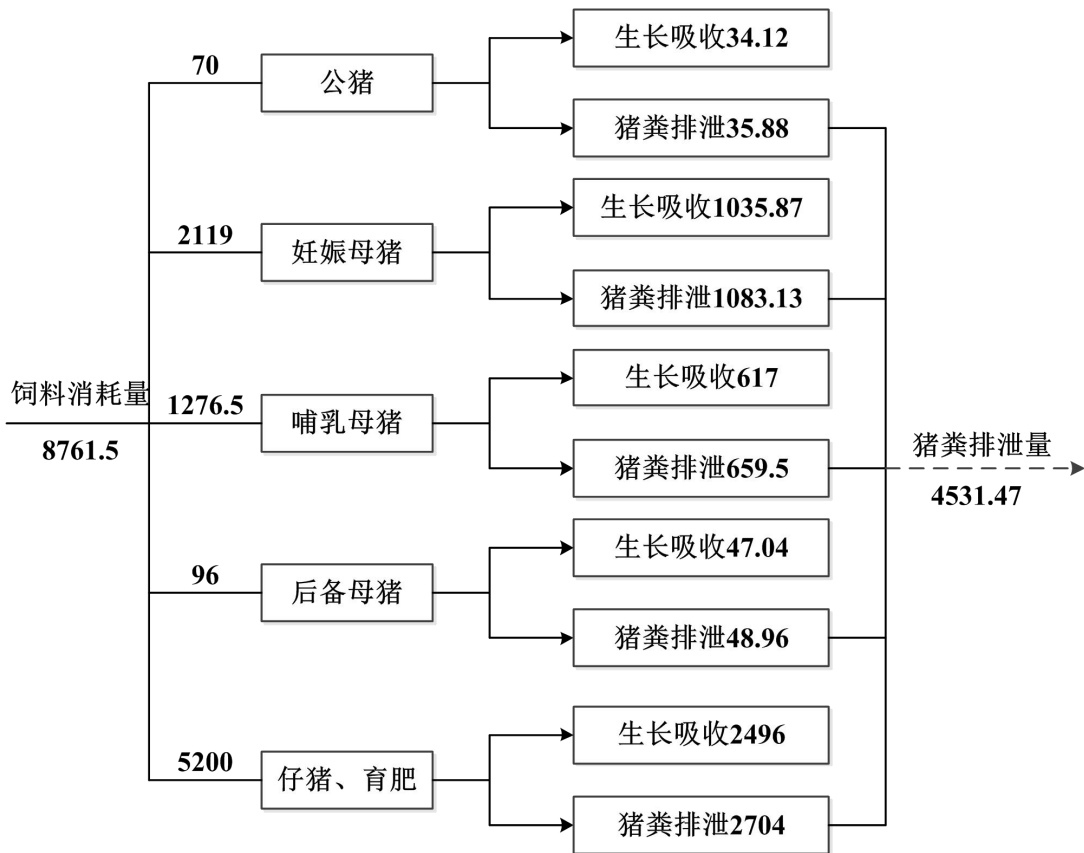 饲料消耗量
8761.5
70
公猪
生长吸收34.12
猪粪排泄35.88
2119
妊娠母猪
生长吸收1035.87
猪粪排泄1083.13
1276.5
哺乳母猪
生长吸收617
猪粪排泄659.5
96
后备母猪
生长吸收47.04
猪粪排泄48.96
5200
仔猪、育肥
生长吸收2496
猪粪排泄2704
猪粪排泄量
4531.47